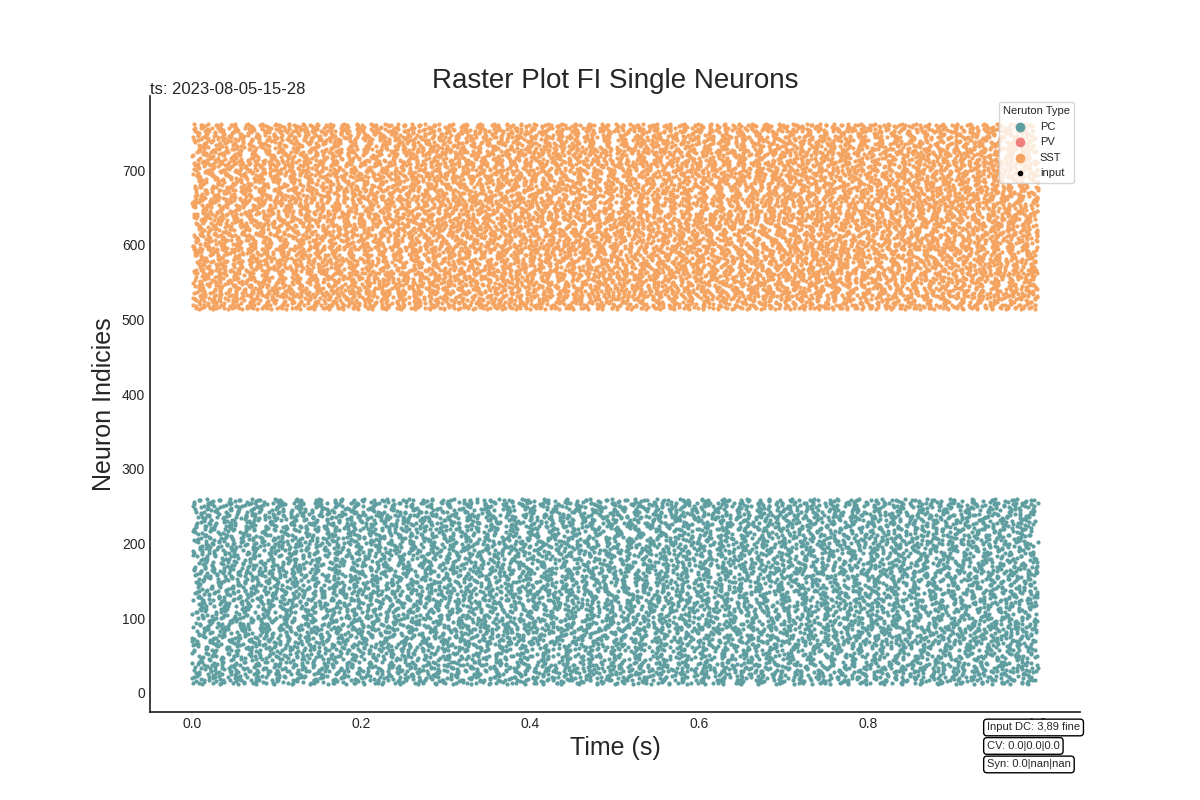 Raster Plot FI Single Neurons
ts: 2023-08-05-15-28
Neruton Type
PC
PV
SST
input
Neuron Indicies
700
600
500
400
300
200
100
0
0.0 0.2 0.4 0.6 0.8
Time (s)
Input DC: 3,89 fine
CV: 0.0|0.0|0.0
Syn: 0.0|nan|nan